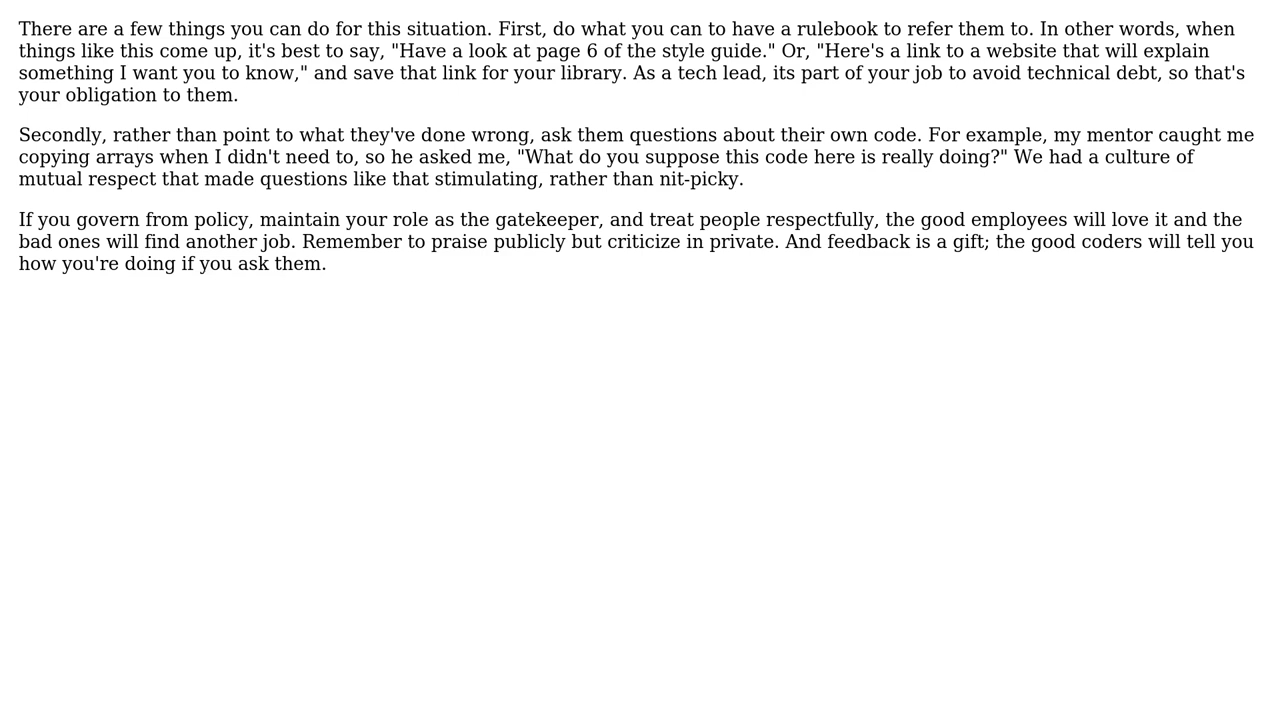 There are a few things you can do for this situation. First, do what you can to have a rulebook to refer them to. In other words, when
things like this come up, it's best to say, "Have a look at page 6 of the style guide." Or, "Here's a link to a website that will explain
something I want you to know," and save that link for your library. As a tech lead, its part of your job to avoid technical debt, so that's
your obligation to them.
Secondly, rather than point to what they've done wrong, ask them questions about their own code. For example, my mentor caught me
copying arrays when I didn't need to, so he asked me, "What do you suppose this code here is really doing?" We had a culture of
mutual respect that made questions like that stimulating, rather than nit-picky.
If you govern from policy, maintain your role as the gatekeeper, and treat people respectfully, the good employees will love it and the
bad ones will find another job. Remember to praise publicly but criticize in private. And feedback is a gift; the good coders will tell you
how you're doing if you ask them.